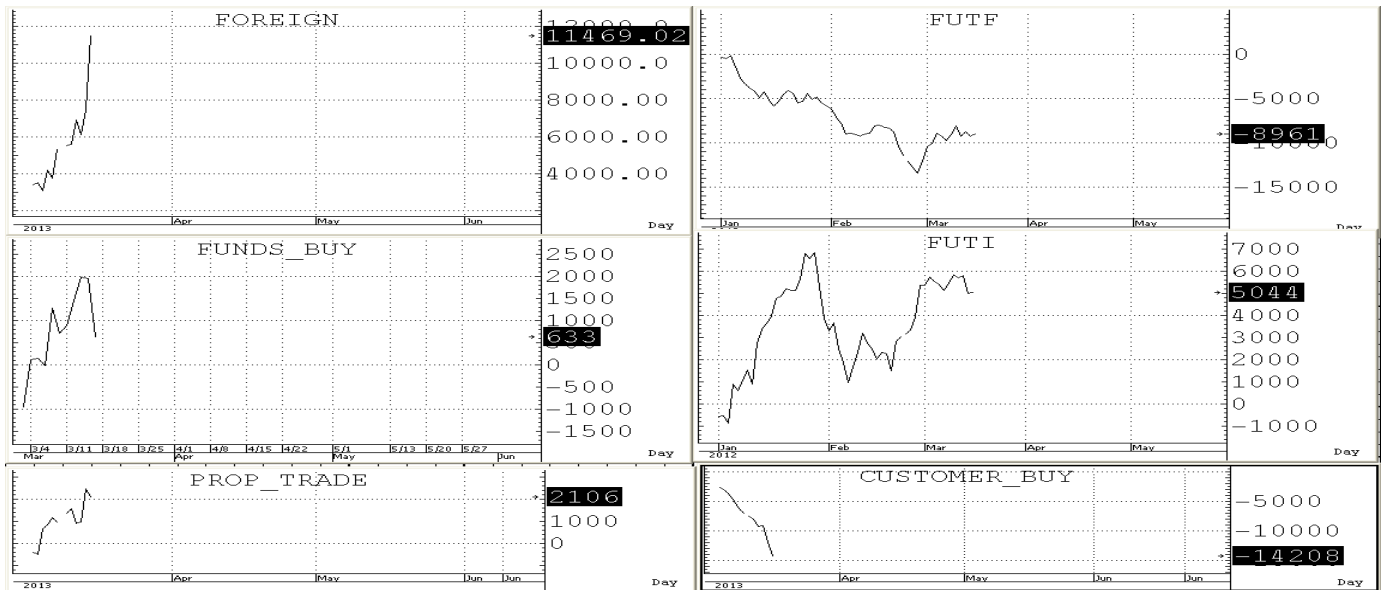 FOREIGN
12000.0
11469.02
10000.0
8000.00
6000.00
4000.00
Apr May Jun
2013 Day
FUTF
0
-5000
-8961
-10000
-15000
Jan Feb Mar Apr May
Day
FUNDS_BUY
2500
2000
1500
1000
633
500
0
-500
-1000
-1500
3/4 3/11 3/18 3/25 4/1 4/8 4/15 4/22 5/1 5/13 5/20 5/27
Mar Apr May Jun Day
FUTI
7000
6000
5044
4000
3000
2000
1000
0
-1000
Jan Feb Mar Apr May
2012 Day
PROP_TRADE
2106
1000
0
Apr May Jun Jun
2013 Day
CUSTOMER_BUY
-5000
-10000
-14208
Apr May Jun Jun
2013 Day